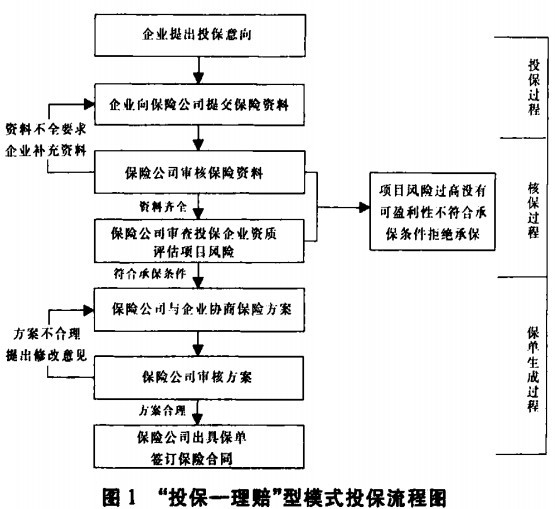 企业提出投保意向
企业向保险公司提交保险资料
资料不全要求
企业补充资料
保险公司审核保险资料
资料齐全
保险公司审查投保企业资质
评估项目风险
项目风险过高没有
可盈利性不符合承
保条件拒绝承保
符合承保条件
保险公司与企业协商保险方案
方案不合理
提出修改意见
保险公司审核方案
方案合理
保险公司出具保单
签订保险合同
投保过程
核保过程
保单生成过程
图 1 “投保—理赔”型模式投保流程图